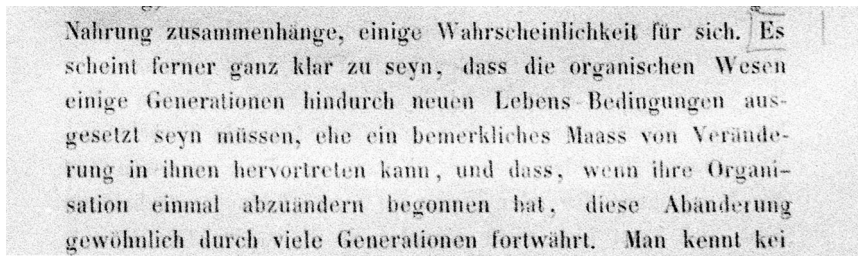 Nahrung zusammenhänge, einige Wahrscheinlichkeit für sich. Es
scheint ferner ganz klar zu seyn, dass die organischen Wesen
einige Generationen hindurch neuen Lebens-Bedingungen aus-
gesetzt seyn müssen, ehe ein bemerkliches Maass von Verände-
rung in ihnen hervortreten kann, und dass, wenn ihre Organi-
sation einmal abzuändern begonnen hat, diese Abänderung
gewöhnlich durch viele Generationen fortwährt. Man kennt kei